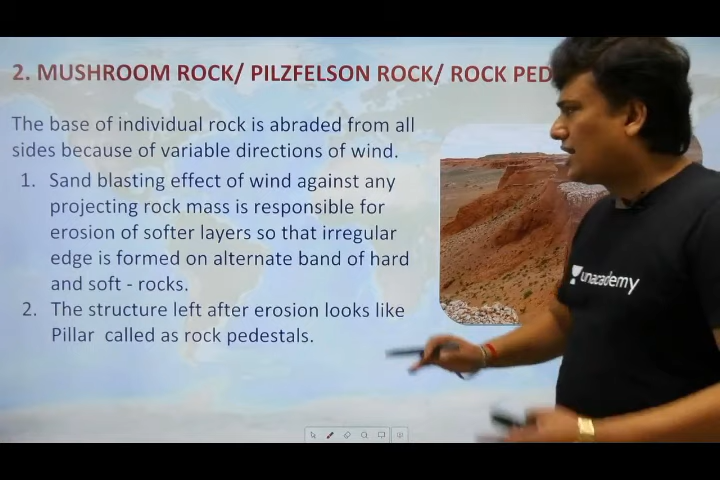 2. MUSHROOM ROCK/ PILZFELSON ROCK/ ROCK PED
The base of individual rock is abraded from all
sides because of variable directions of wind.
1. Sand blasting effect of wind against any
projecting rock mass is responsible for
erosion of softer layers so that irregular
edge is formed on alternate band of hard
and soft - rocks.
2. The structure left after erosion looks like
Pillar called as rock pedestals.
unacademy